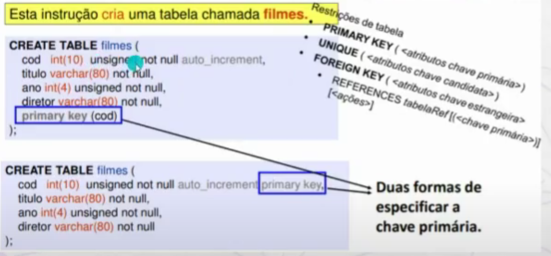 Esta instrução cria uma tabela chamada filmes.
CREATE TABLE filmes (
cod int(10) unsigned not null auto_increment,
titulo varchar(80) not null,
ano int(4) unsigned not null,
diretor varchar(80) not null,
primary key (cod)
);
Restrições de tabela
• PRIMARY KEY ( <atributos chave primária>)
• UNIQUE ( <atributos chave candidata> )
• FOREIGN KEY ( <atributos chave estrangeira>
• REFERENCES tabelaRef [(<chave primária>)]
[<ações>]
CREATE TABLE filmes (
cod int(10) unsigned not null auto_increment primary key,
titulo varchar(80) not null,
ano int(4) unsigned not null,
diretor varchar(80) not null
);
Duas formas de
especificar a
chave primária.